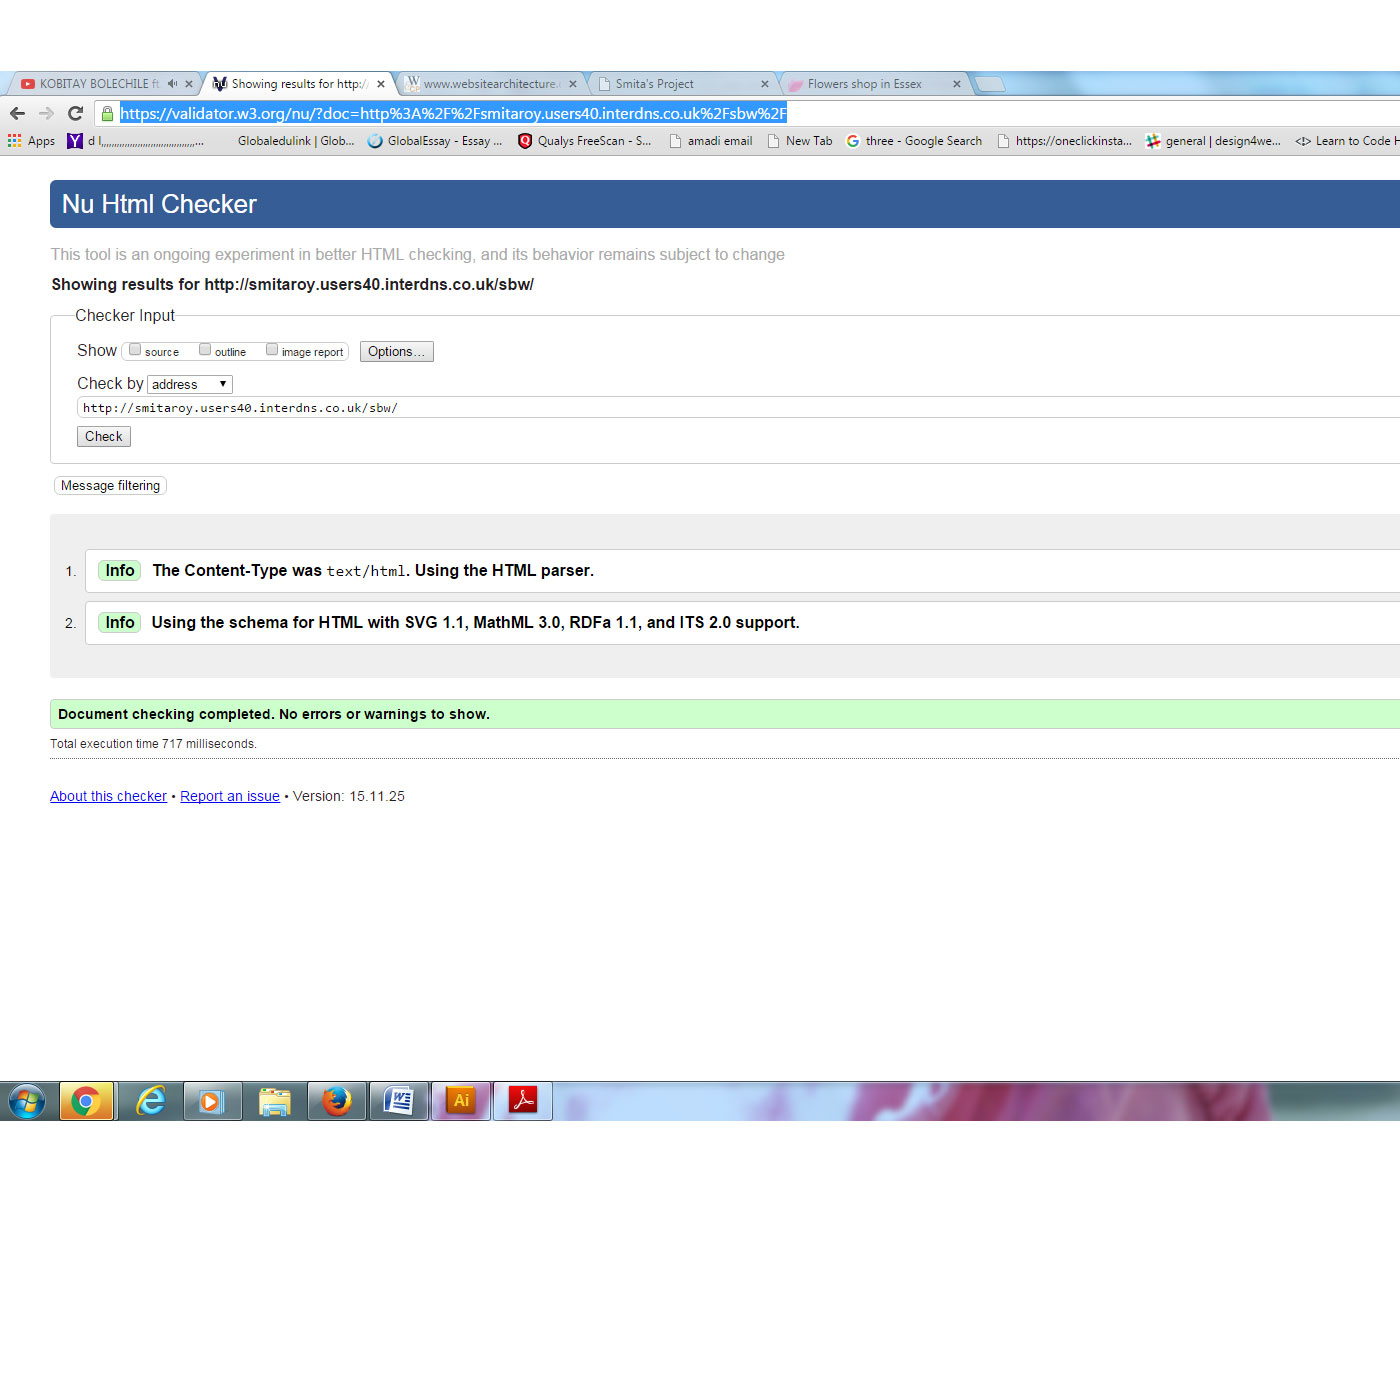 KOBITAY BOLECHILE ft
Showing results for http:/
www.websitearchitecture.
Smita's Project
Flowers shop in Essex
https://validator.w3.org/nu/?doc=http%3A%2F%2Fsmitaroy.users40.interdns.co.uk%2Fsbw%2F
Apps
Globaledulink | Glob...
GlobalEssay - Essay ...
Qualys FreeScan - S...
amadi email
New Tab
three - Google Search
https://oneclickinsta...
general | design4we...
Learn to Code H
Nu Html Checker
This tool is an ongoing experiment in better HTML checking, and its behavior remains subject to change
Showing results for http://smitaroy.users40.interdns.co.uk/sbw/
Checker Input
Show source outline image report Options...
Check by address
http://smitaroy.users40.interdns.co.uk/sbw/
Check
Message filtering
1. Info The Content-Type was text/html. Using the HTML parser.
2. Info Using the schema for HTML with SVG 1.1, MathML 3.0, RDFa 1.1, and ITS 2.0 support.
Document checking completed. No errors or warnings to show.
Total execution time 717 milliseconds.
About this checker • Report an issue • Version: 15.11.25
Ai